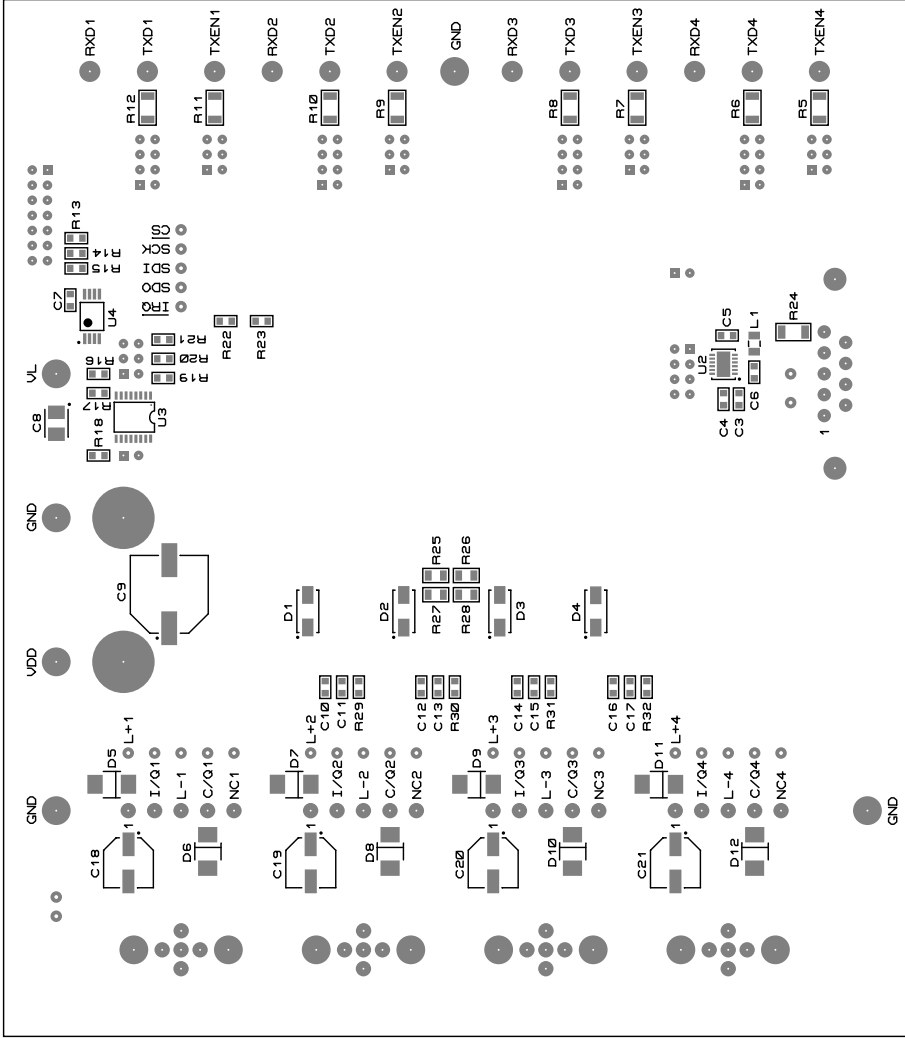 RXD1
TXD1
TXEN1
RXD2
TXD2
TXEN2
GND
RXD3
TXD3
TXEN3
RXD4
TXD4
TXEN4
R12
R11
R10
R9
R8
R7
R6
R5
R13
R14
R15
CS
SCK
SDI
SDO
IRQ
C7
U4
R21
R20
R19
R22
R23
VL
R16
R17
C8
R18
U3
C5
L1
R24
U2
C6
C4
C3
1
GND
C9
R25
R26
D1
D2
R27
R28
D3
D4
VDD
C10
C11
R29
C12
C13
R30
C14
C15
R31
C16
C17
R32
D5
L+1
D7
L+2
D9
L+3
D11
L+4
GND
I/Q1
L-1
C/Q1
NC1
I/Q2
L-2
C/Q2
NC2
I/Q3
L-3
C/Q3
NC3
I/Q4
L-4
C/Q4
NC4
GND
C18
1
D6
C19
1
D8
C20
1
D10
C21
1
D12